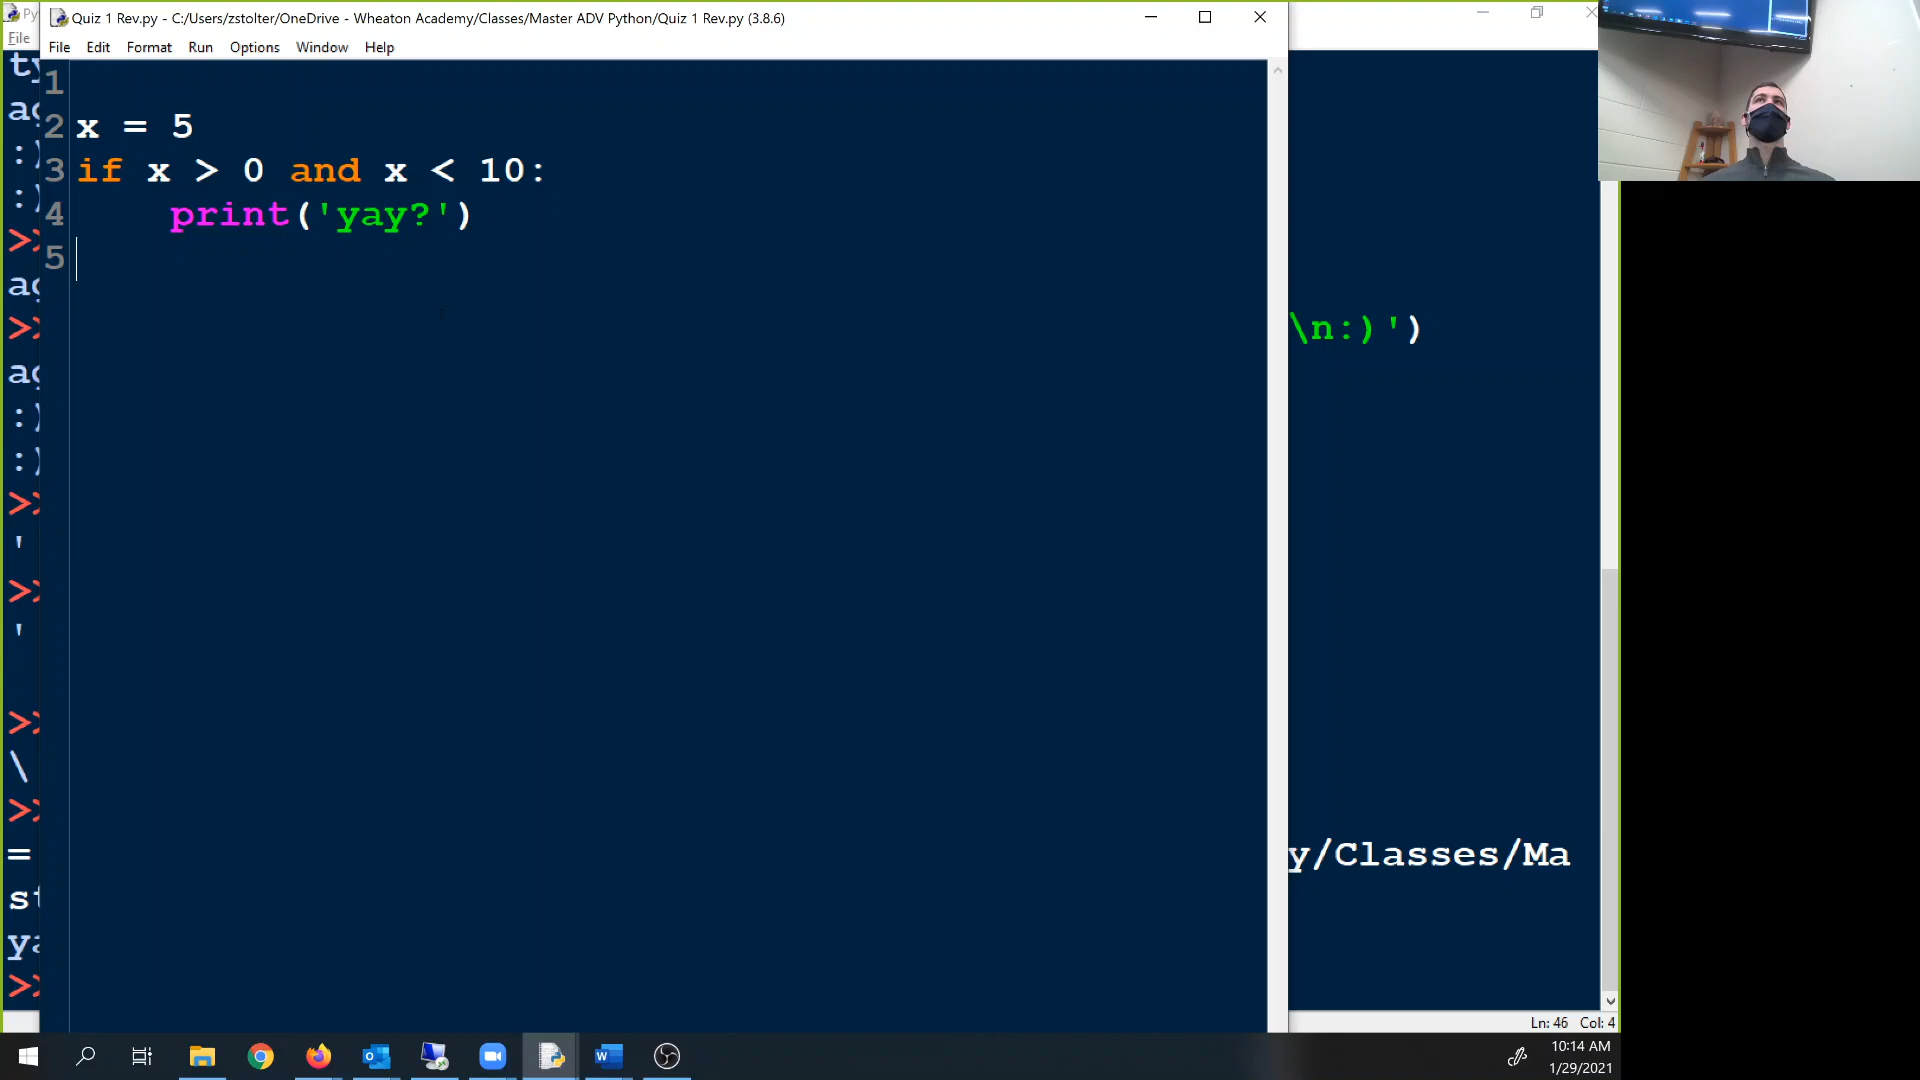 Quiz 1 Rev.py - C:/Users/zstolter/OneDrive - Wheaton Academy/Classes/Master ADV Python/Quiz 1 Rev.py (3.8.6)
File
File Edit Format Run Options Window Help
1
2 x = 5
3 if x > 0 and x < 10:
4 print('yay?')
5
:)
:)
>>
\n:)')
>>
:)
:)
>>
'
>>
'
>>
\
>>
=
y/Classes/Ma
>>
Ln: 46 Col: 4
10:14 AM
1/29/2021